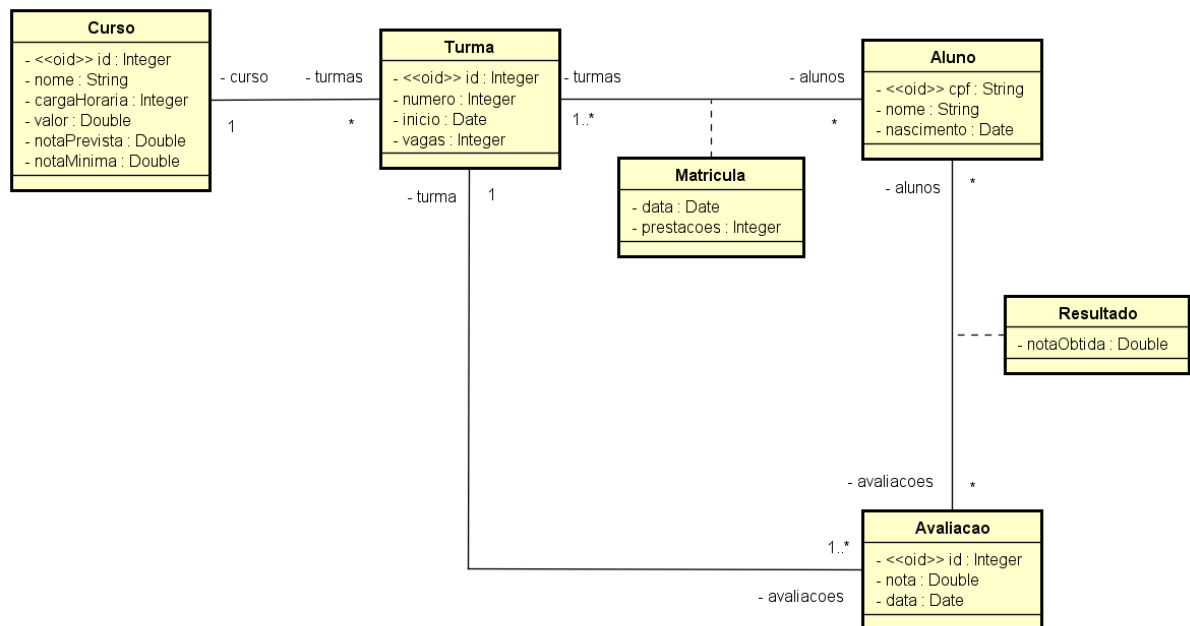 Curso
- <<oid>> id : Integer
- nome : String
- cargaHoraria : Integer
- valor : Double
- notaPrevista : Double
- notaMinima : Double
- curso
1
- turmas
*
Turma
- <<oid>> id : Integer
- numero : Integer
- inicio : Date
- vagas : Integer
- turmas
1..*
- alunos
*
Aluno
- <<oid>> cpf : String
- nome : String
- nascimento : Date
Matricula
- data : Date
- prestacoes : Integer
- turma
1
- alunos
*
Resultado
- notaObtida : Double
- avaliacoes
*
1..*
- avaliacoes
Avaliacao
- <<oid>> id : Integer
- nota : Double
- data : Date